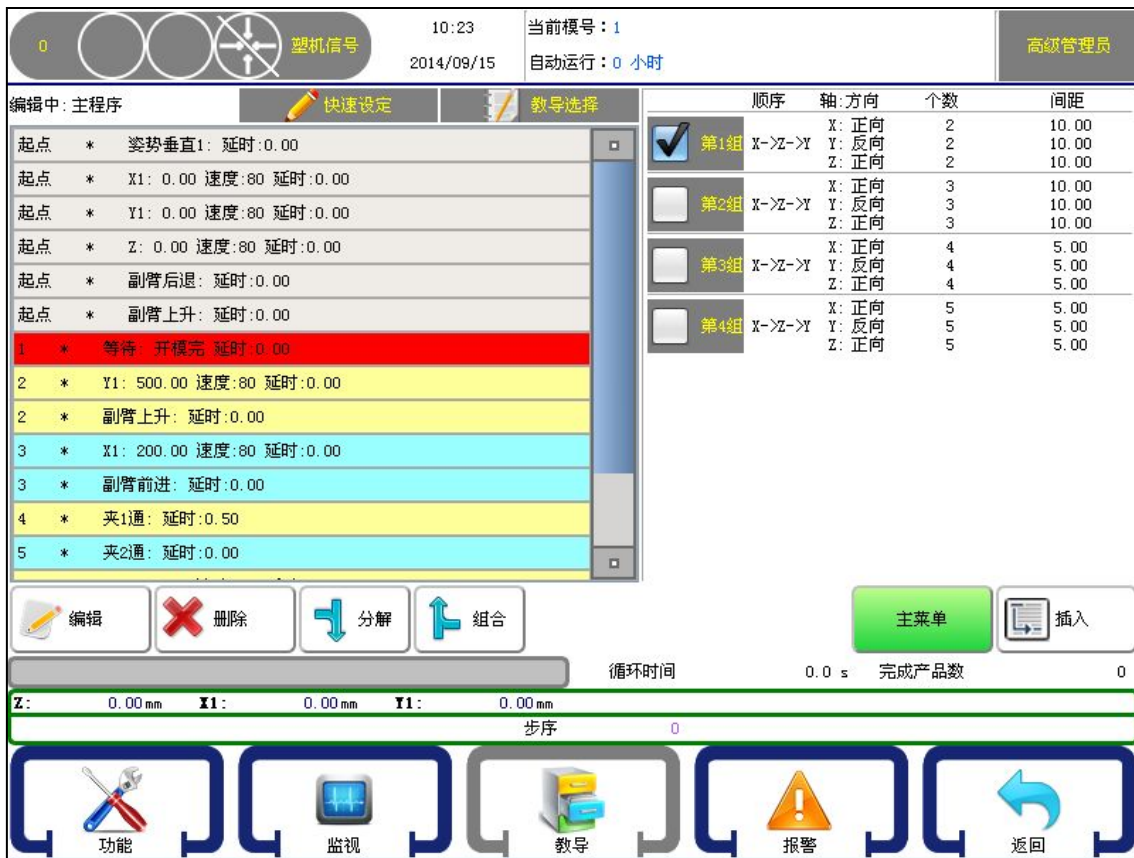 0 塑机信号 10:23 当前模号：1 高级管理员
2014/09/15 自动运行：0 小时
编辑中：主程序 快速设定 教导选择
起点 * 姿势垂直1: 延时:0.00
起点 * X1: 0.00 速度:80 延时:0.00
起点 * Y1: 0.00 速度:80 延时:0.00
起点 * Z: 0.00 速度:80 延时:0.00
起点 * 副臂后退: 延时:0.00
起点 * 副臂上升: 延时:0.00
1 * 等待: 开模完 延时:0.00
2 * Y1: 500.00 速度:80 延时:0.00
2 * 副臂上升: 延时:0.00
3 * X1: 200.00 速度:80 延时:0.00
3 * 副臂前进: 延时:0.00
4 * 夹1通: 延时:0.50
5 * 夹2通: 延时:0.00
顺序 轴:方向 个数 间距
X: 正向 2 10.00
第1组 X->Z->Y Y: 反向 2 10.00
Z: 正向 2 10.00
X: 正向 3 10.00
第2组 X->Z->Y Y: 反向 3 10.00
Z: 正向 3 10.00
X: 正向 4 5.00
第3组 X->Z->Y Y: 反向 4 5.00
Z: 正向 4 5.00
X: 正向 5 5.00
第4组 X->Z->Y Y: 反向 5 5.00
Z: 正向 5 5.00
编辑 删除 分解 组合 主菜单 插入
循环时间 0.0 s 完成产品数 0
Z: 0.00mm X1: 0.00mm Y1: 0.00mm
步序 0
功能 监视 教导 报警 返回